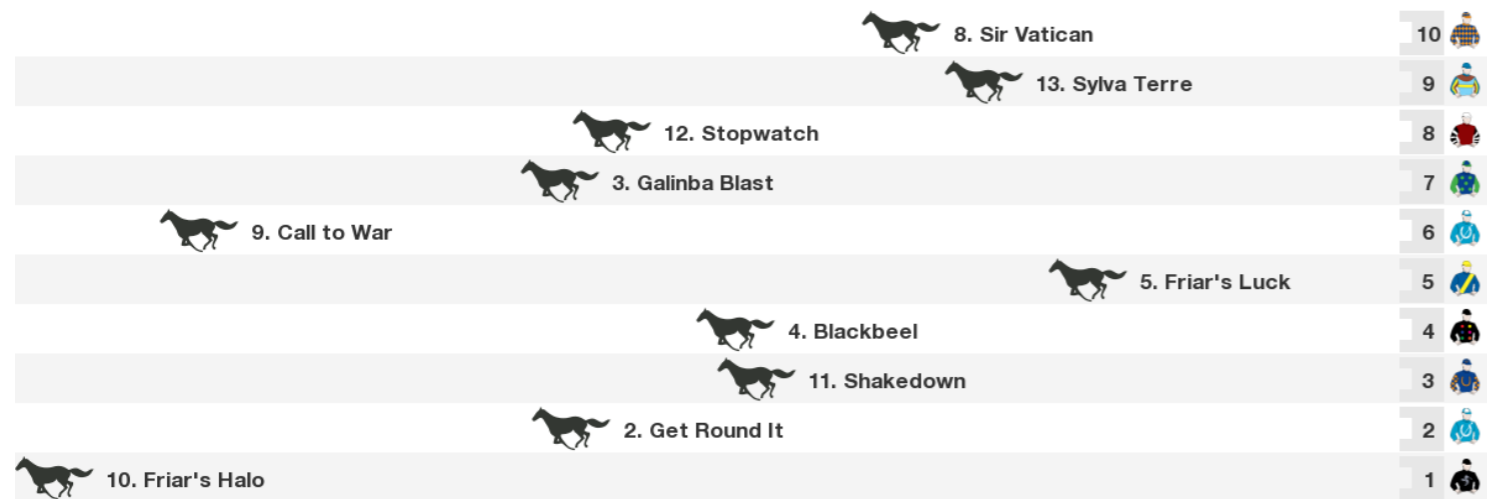 8. Sir Vatican 10
13. Sylva Terre 9
12. Stopwatch 8
3. Galinba Blast 7
9. Call to War 6
5. Friar's Luck 5
4. Blackbeel 4
11. Shakedown 3
2. Get Round It 2
10. Friar's Halo 1